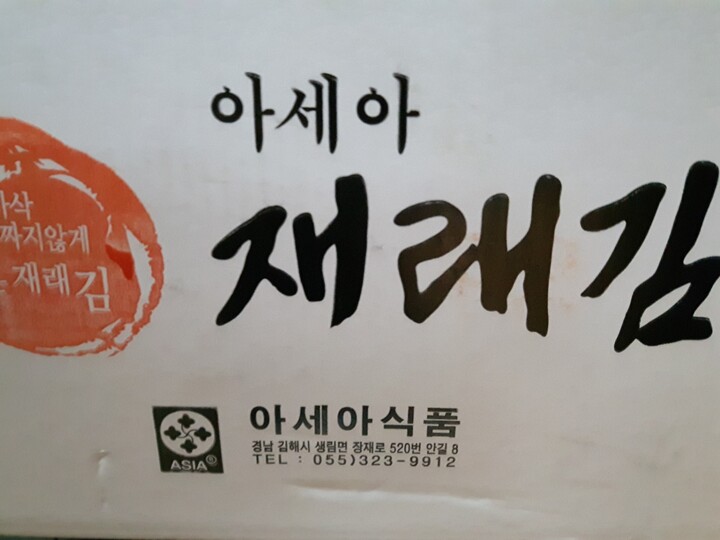 아세아
재래김
짜지않게
재래김
ASIA®
아세아식품
경남 김해시 생림면 장재로 520번 안길 8
TEL : 055)323-9912